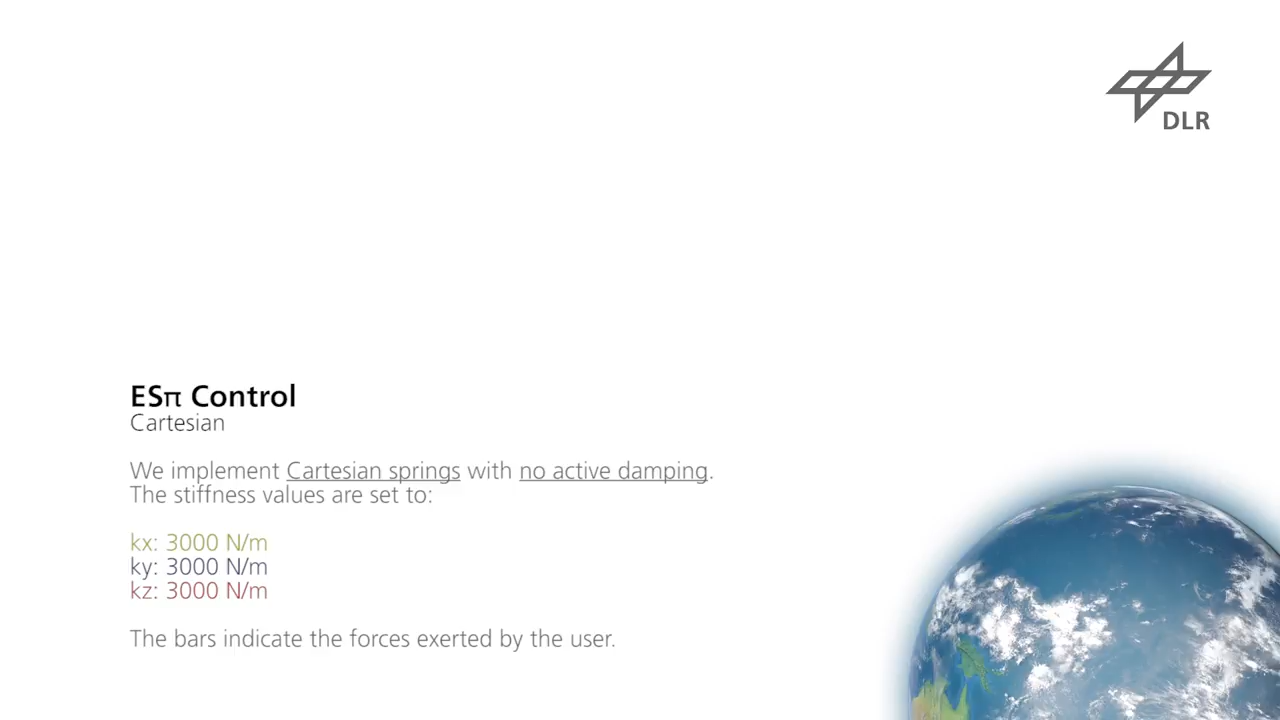 DLR
ESπ Control
Cartesian
We implement Cartesian springs with no active damping.
The stiffness values are set to:
kx: 3000 N/m
ky: 3000 N/m
kz: 3000 N/m
The bars indicate the forces exerted by the user.